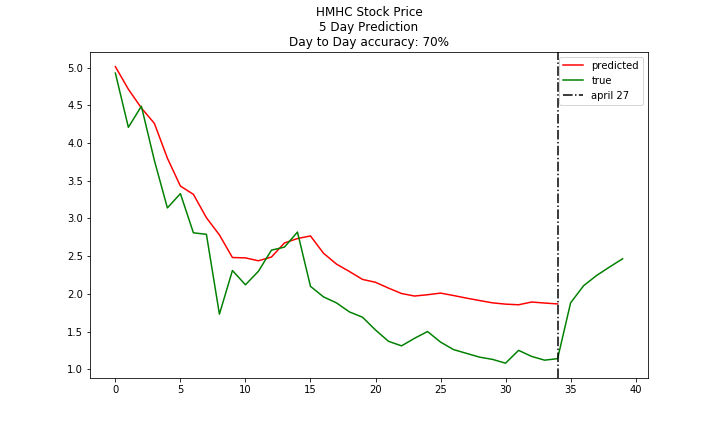 HMHC Stock Price
5 Day Prediction
Day to Day accuracy: 70%
predicted
true
april 27
5.0
4.5
4.0
3.5
3.0
2.5
2.0
1.5
1.0
0 5 10 15 20 25 30 35 40